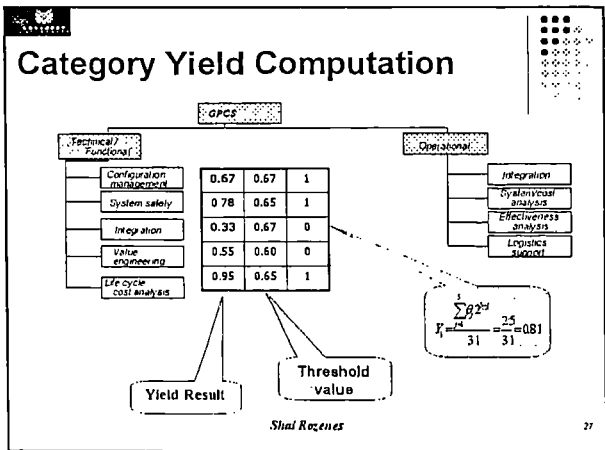 Category Yield Computation
GPCS
Technical /
Functional
Operational
Configuration
management
System safety
Integration
Value
engineering
Life cycle
cost analysis
0.67 0.67 1
0 78 0.65 1
0.33 0.67 0
0.55 0.60 0
0.95 0.65 1
Integration
System/cost
analysis
Effectiveness
analysis
Logistics
support
31 = 25/31 = 0.81
Yield Result
Threshold
value
Shai Rozenes
27